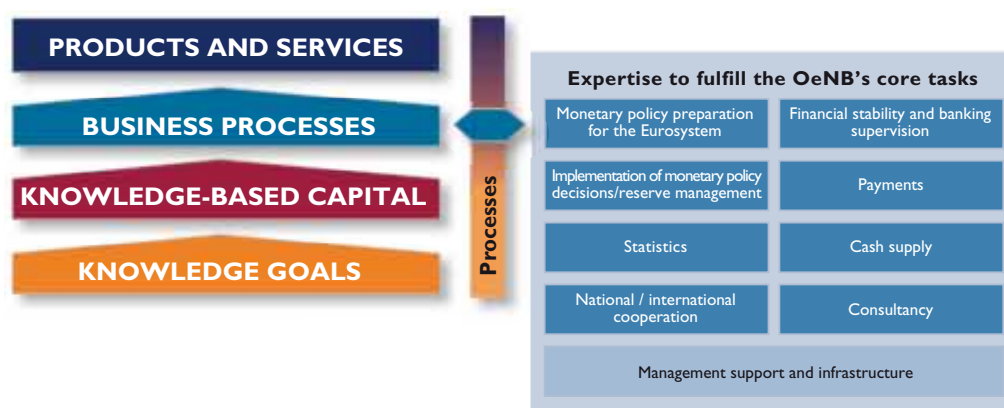 PRODUCTS AND SERVICES
BUSINESS PROCESSES
KNOWLEDGE-BASED CAPITAL
KNOWLEDGE GOALS
Processes
Expertise to fulfill the OeNB's core tasks
Monetary policy preparation
for the Eurosystem
Financial stability and banking
supervision
Implementation of monetary policy
decisions/reserve management
Payments
Statistics
Cash supply
National / international
cooperation
Consultancy
Management support and infrastructure